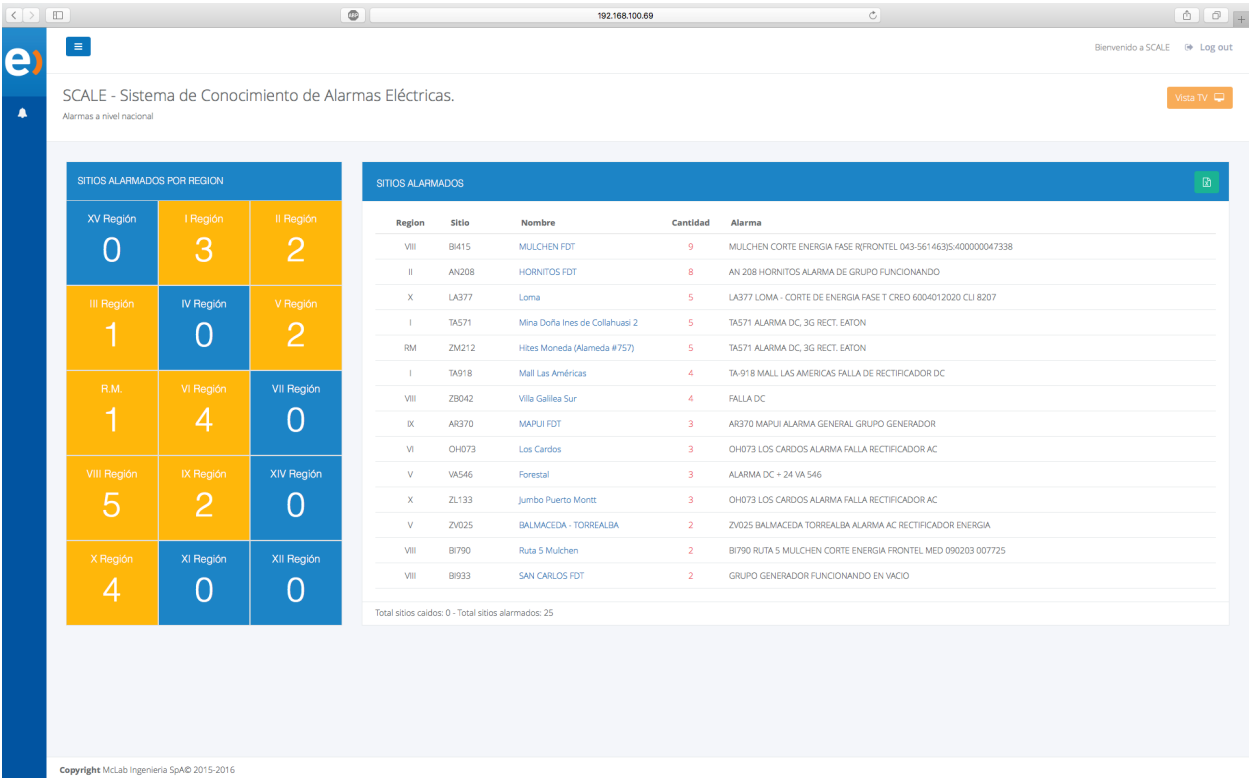 ABP
192.168.100.69
e)
Bienvenido a SCALE Log out
SCALE - Sistema de Conocimiento de Alarmas Eléctricas.
Alarmas a nivel nacional
Vista TV
SITIOS ALARMADOS POR REGION
XV Región I Región II Región
0 3 2
III Región IV Región V Región
1 0 2
R.M. VI Región VII Región
1 4 0
VIII Región IX Región XIV Región
5 2 0
X Región XI Región XII Región
4 0 0
SITIOS ALARMADOS
Region Sitio Nombre Cantidad Alarma
VIII BI415 MULCHEN FDT 9 MULCHEN CORTE ENERGIA FASE R(FRONTEL 043-561463)S:400000047338
II AN208 HORNITOS FDT 8 AN 208 HORNITOS ALARMA DE GRUPO FUNCIONANDO
X LA377 Loma 5 LA377 LOMA - CORTE DE ENERGIA FASE T CREO 6004012020 CLI 8207
I TA571 Mina Doña Ines de Collahuasi 2 5 TA571 ALARMA DC, 3G RECT. EATON
RM ZM212 Hites Moneda (Alameda #757) 5 TA571 ALARMA DC, 3G RECT. EATON
I TA918 Mall Las Américas 4 TA-918 MALL LAS AMERICAS FALLA DE RECTIFICADOR DC
VIII ZB042 Villa Galilea Sur 4 FALLA DC
IX AR370 MAPUI FDT 3 AR370 MAPUI ALARMA GENERAL GRUPO GENERADOR
VI OH073 Los Cardos 3 OH073 LOS CARDOS ALARMA FALLA RECTIFICADOR AC
V VA546 Forestal 3 ALARMA DC + 24 VA 546
X ZL133 Jumbo Puerto Montt 3 OH073 LOS CARDOS ALARMA FALLA RECTIFICADOR AC
V ZV025 BALMACEDA - TORREALBA 2 ZV025 BALMACEDA TORREALBA ALARMA AC RECTIFICADOR ENERGIA
VIII BI790 Ruta 5 Mulchen 2 BI790 RUTA 5 MULCHEN CORTE ENERGIA FRONTEL MED 090203 007725
VIII BI933 SAN CARLOS FDT 2 GRUPO GENERADOR FUNCIONANDO EN VACIO
Total sitios caidos: 0 - Total sitios alarmados: 25
Copyright McLab Ingenieria SpA© 2015-2016